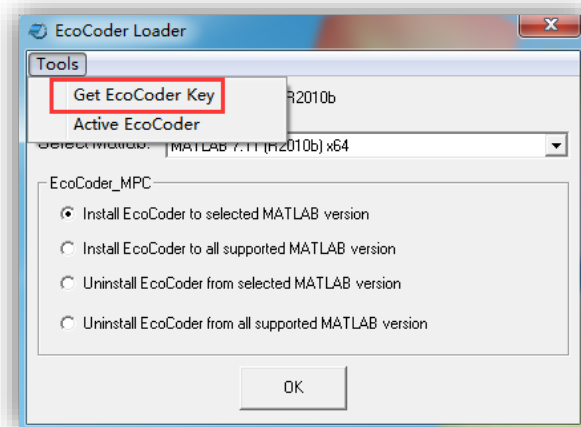 EcoCoder Loader
Tools
Get EcoCoder Key
R2010b
Active EcoCoder
MATLAB 7.11 (R2010b) x64
EcoCoder_MPC
Install EcoCoder to selected MATLAB version
Install EcoCoder to all supported MATLAB version
Uninstall EcoCoder from selected MATLAB version
Uninstall EcoCoder from all supported MATLAB version
OK